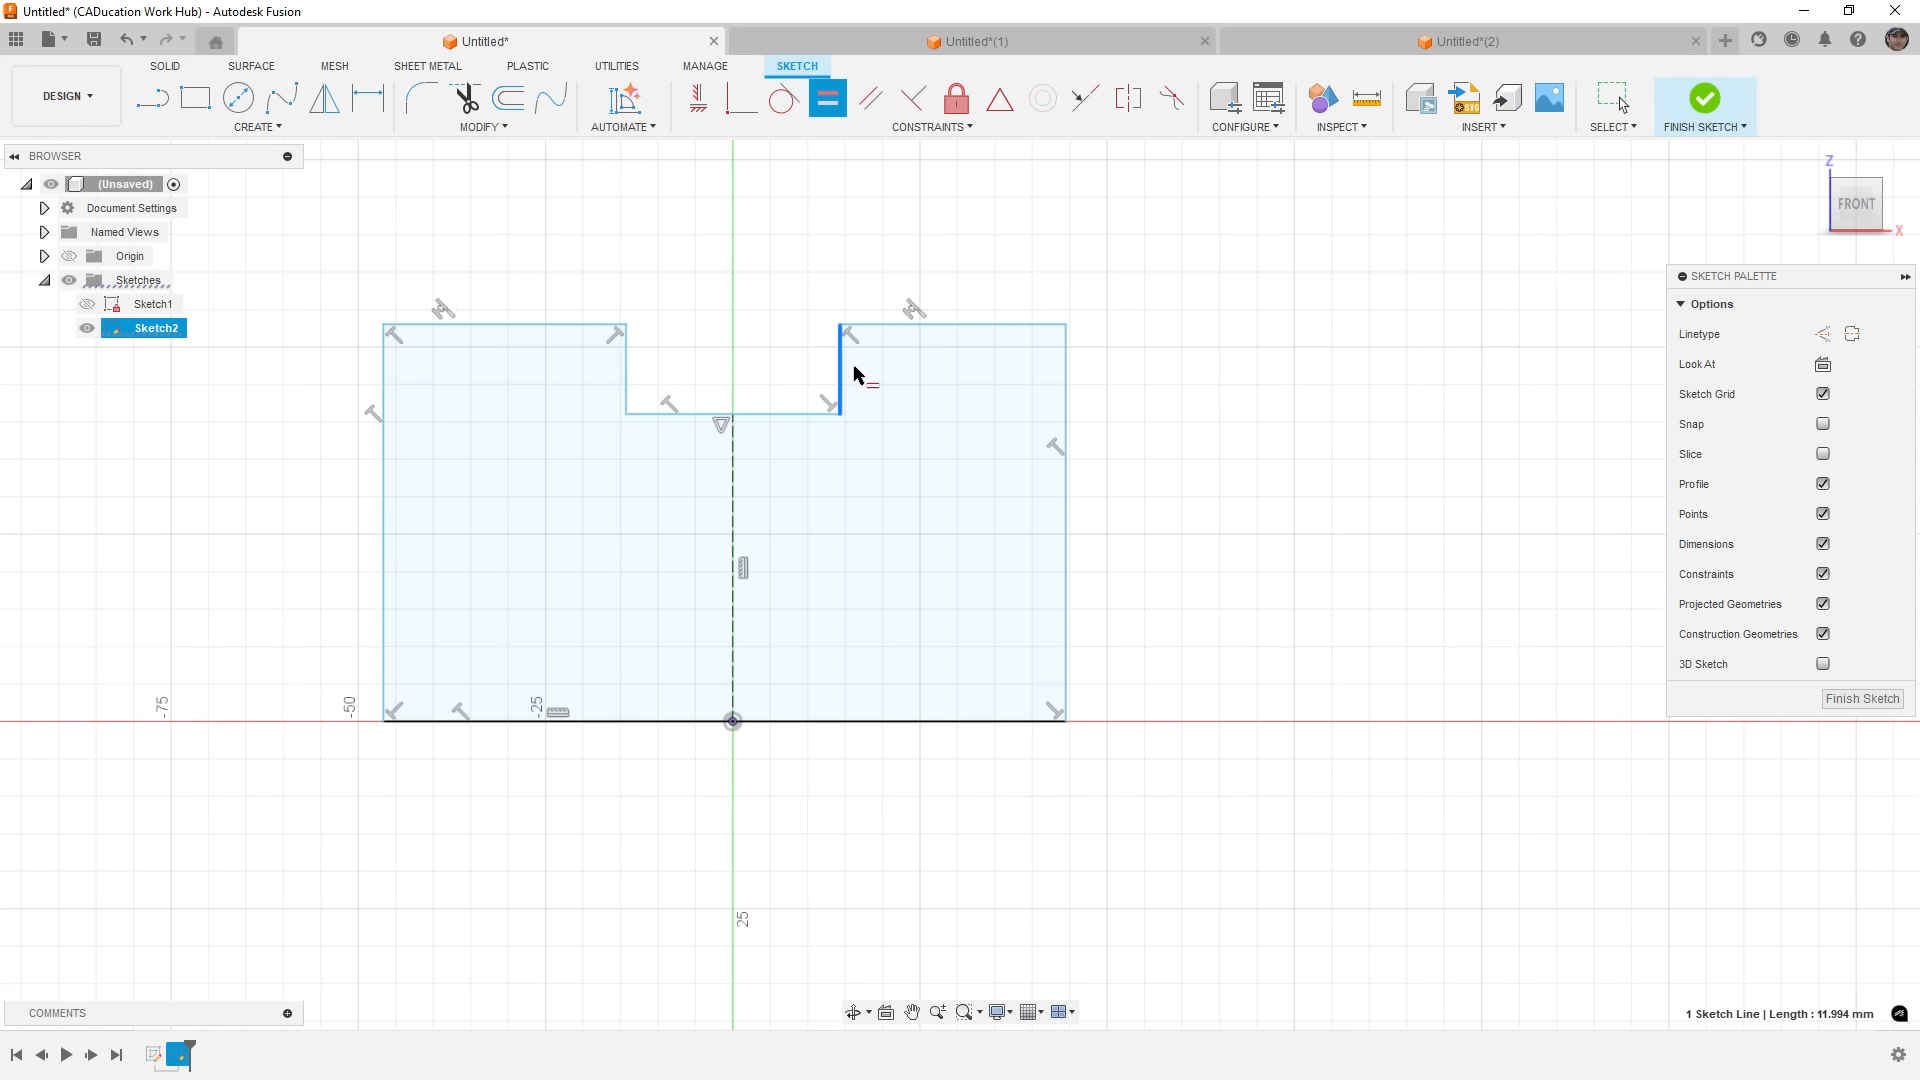 Untitled* (CADucation Work Hub) - Autodesk Fusion
Untitled*
Untitled*(1)
Untitled*(2)
SOLID SURFACE MESH SHEET METAL PLASTIC UTILITIES MANAGE SKETCH
DESIGN
CREATE MODIFY AUTOMATE CONSTRAINTS CONFIGURE INSPECT INSERT SELECT FINISH SKETCH
BROWSER
(Unsaved)
Document Settings
Named Views
Origin
Sketches
Sketch1
Sketch2
Z
FRONT
X
SKETCH PALETTE
Options
Linetype
Look At
Sketch Grid
Snap
Slice
Profile
Points
Dimensions
Constraints
Projected Geometries
Construction Geometries
3D Sketch
Finish Sketch
-75
-50
-25
25
COMMENTS
1 Sketch Line | Length : 11.994 mm